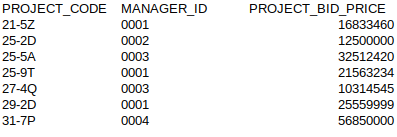 PROJECT_CODE MANAGER_ID PROJECT_BID_PRICE
21-5Z 0001 16833460
25-2D 0002 12500000
25-5A 0003 32512420
25-9T 0001 21563234
27-4Q 0003 10314545
29-2D 0001 25559999
31-7P 0004 56850000